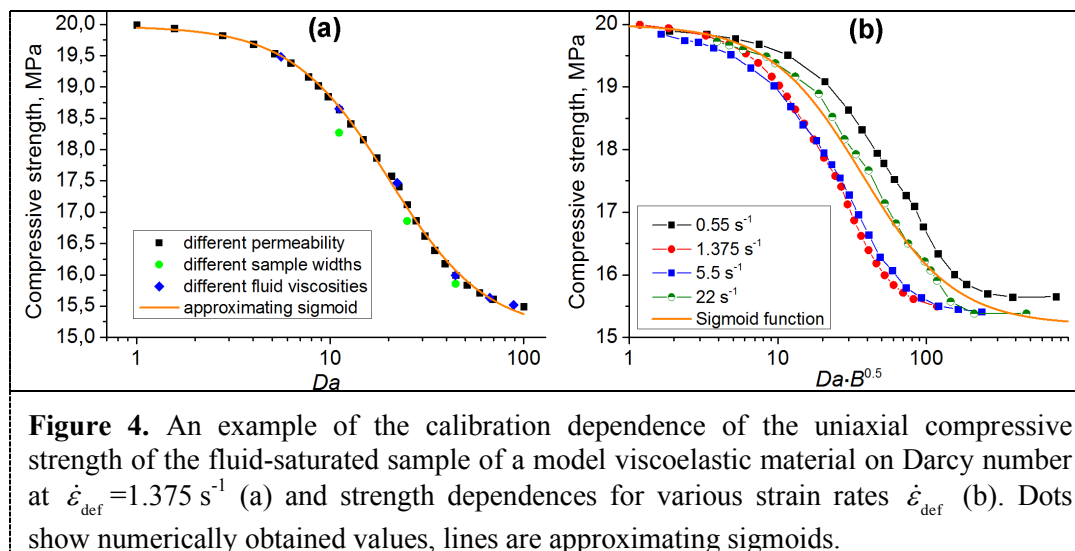 20,0
19,5
19,0
18,5
18,0
17,5
17,0
16,5
16,0
15,5
15,0
Compressive strength, MPa
(a)
different permeability
different sample widths
different fluid viscosities
approximating sigmoid
1 10 100
Da
20
19
18
17
16
15
Compressive strength, MPa
(b)
0.55 s⁻¹
1.375 s⁻¹
5.5 s⁻¹
22 s⁻¹
Sigmoid function
1 10 100
Da·B⁰·⁵
Figure 4. An example of the calibration dependence of the uniaxial compressive
strength of the fluid-saturated sample of a model viscoelastic material on Darcy number
at ε̇def =1.375 s⁻¹ (a) and strength dependences for various strain rates ε̇def (b). Dots
show numerically obtained values, lines are approximating sigmoids.